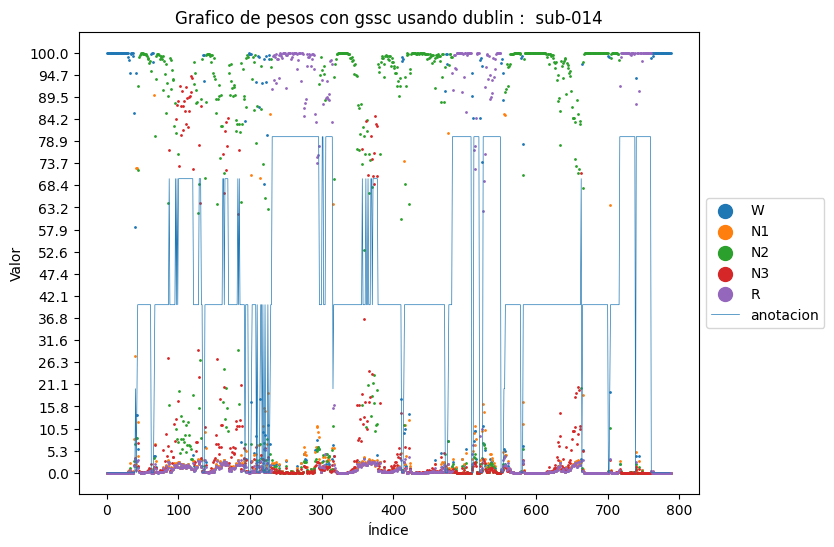 Grafico de pesos con gssc usando dublin :  sub-014
Valor
100.0
94.7
89.5
84.2
78.9
73.7
68.4
63.2
57.9
52.6
47.4
42.1
36.8
31.6
26.3
21.1
15.8
10.5
5.3
0.0
0 100 200 300 400 500 600 700 800
Índice
W
N1
N2
N3
R
anotacion